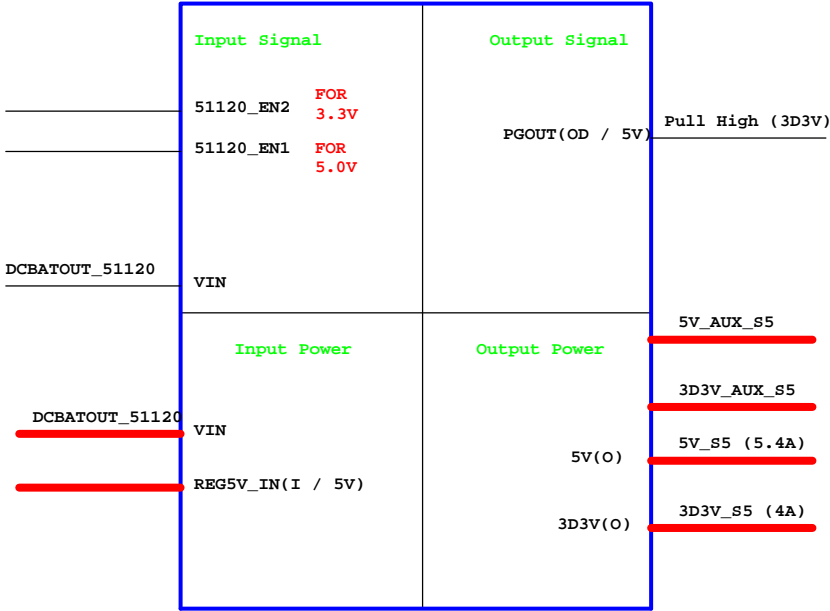 Input Signal
Output Signal
51120_EN2
FOR
3.3V
PGOUT(OD / 5V)
Pull High (3D3V)
51120_EN1
FOR
5.0V
DCBATOUT_51120
VIN
5V_AUX_S5
Input Power
Output Power
3D3V_AUX_S5
DCBATOUT_51120
VIN
5V(O)
5V_S5 (5.4A)
REG5V_IN(I / 5V)
3D3V(O)
3D3V_S5 (4A)